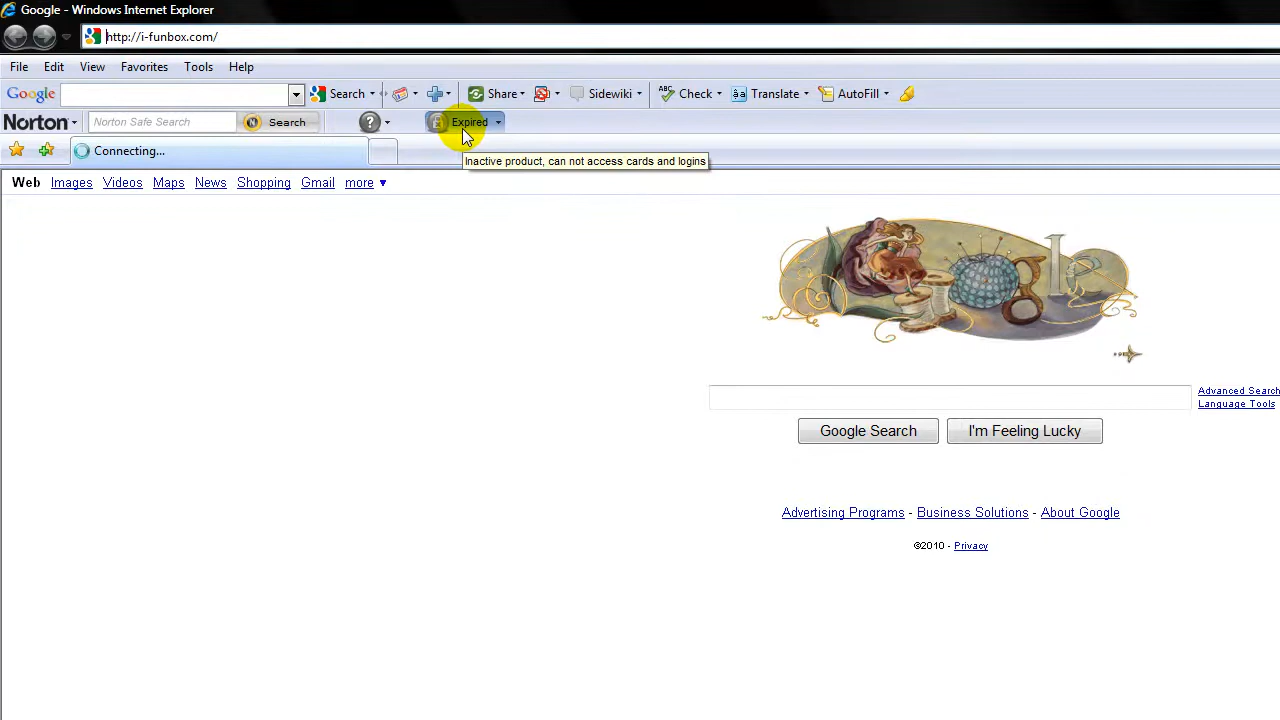 Google - Windows Internet Explorer
http://i-funbox.com/
File Edit View Favorites Tools Help
Google Search Share Sidewiki ABC Check aâ Translate AutoFill
Norton Norton Safe Search Search ? Expired
Connecting...
Inactive product, can not access cards and logins
Web Images Videos Maps News Shopping Gmail more
Advanced Search
Language Tools
Google Search I'm Feeling Lucky
Advertising Programs - Business Solutions - About Google
©2010 - Privacy